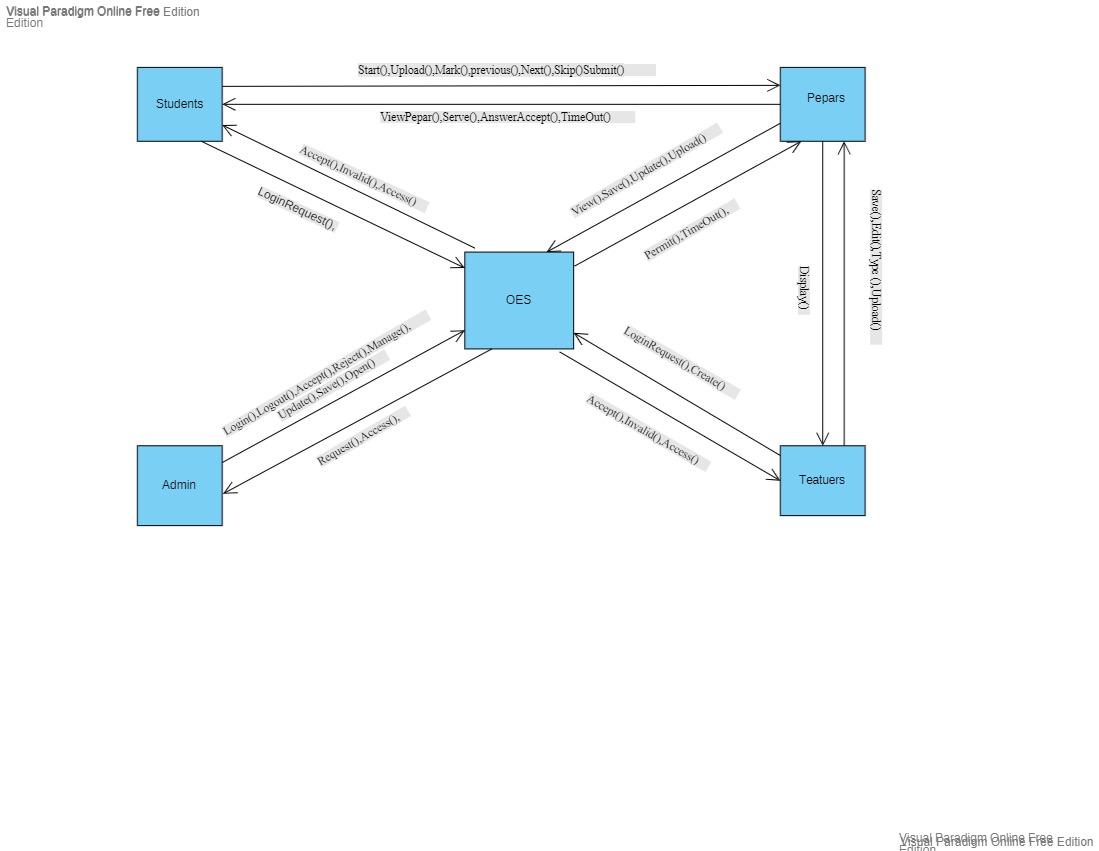 Visual Paradigm Online Free Edition
Edition
Start(),Upload(),Mark(),previous(),Next(),Skip()Submit()
Students
Pepars
ViewPepar(),Serve(),AnswerAccept(),TimeOut()
Accept(),Invalid(),Access()
View(),Save(),Update(),Upload()
LoginRequest(),
Permit(),TimeOut(),
Save(),Edit(),Type (),Upload()
Display()
OES
Login(),Logout(),Accept(),Reject(),Manage(),
Update(),Save(),Open()
LoginRequest(),Create()
Request(),Access(),
Accept(),Invalid(),Access()
Admin
Teatuers
Visual Paradigm Online Free
Visual Paradigm Online Free Edition
Edition